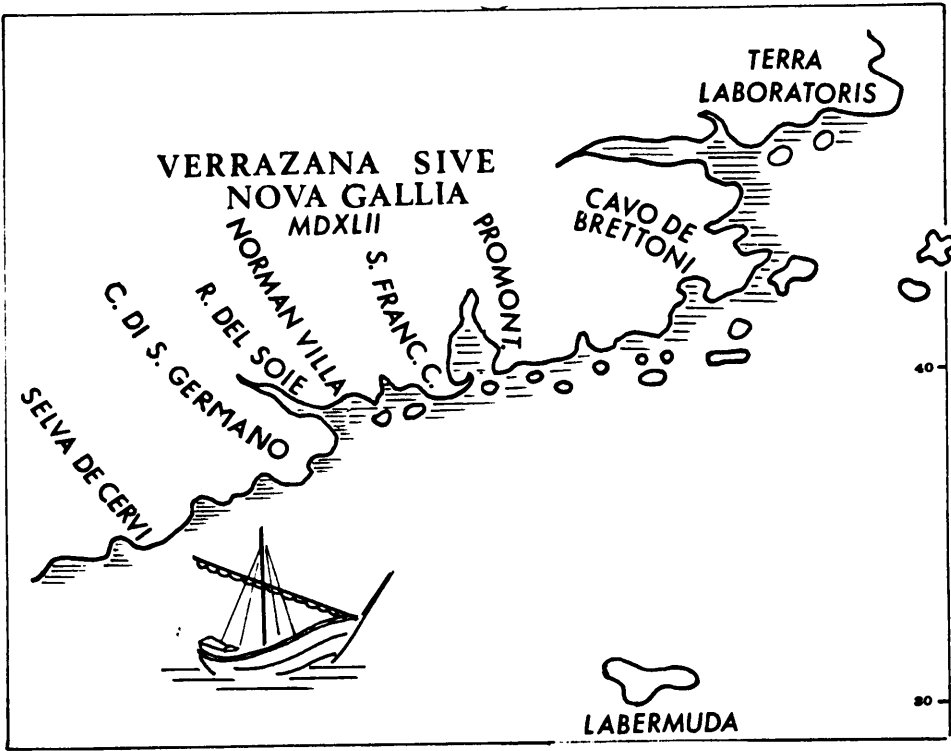 TERRA
LABORATORIS
VERRAZANA SIVE
NOVA GALLIA
MDXLII
CAVO DE
BRETTONI
PROMONT.
S. FRANC. C.
NORMAN VILLA
R. DEL SOIE
C. DI S. GERMANO
SELVA DE CERVI
40
30
LABERMUDA